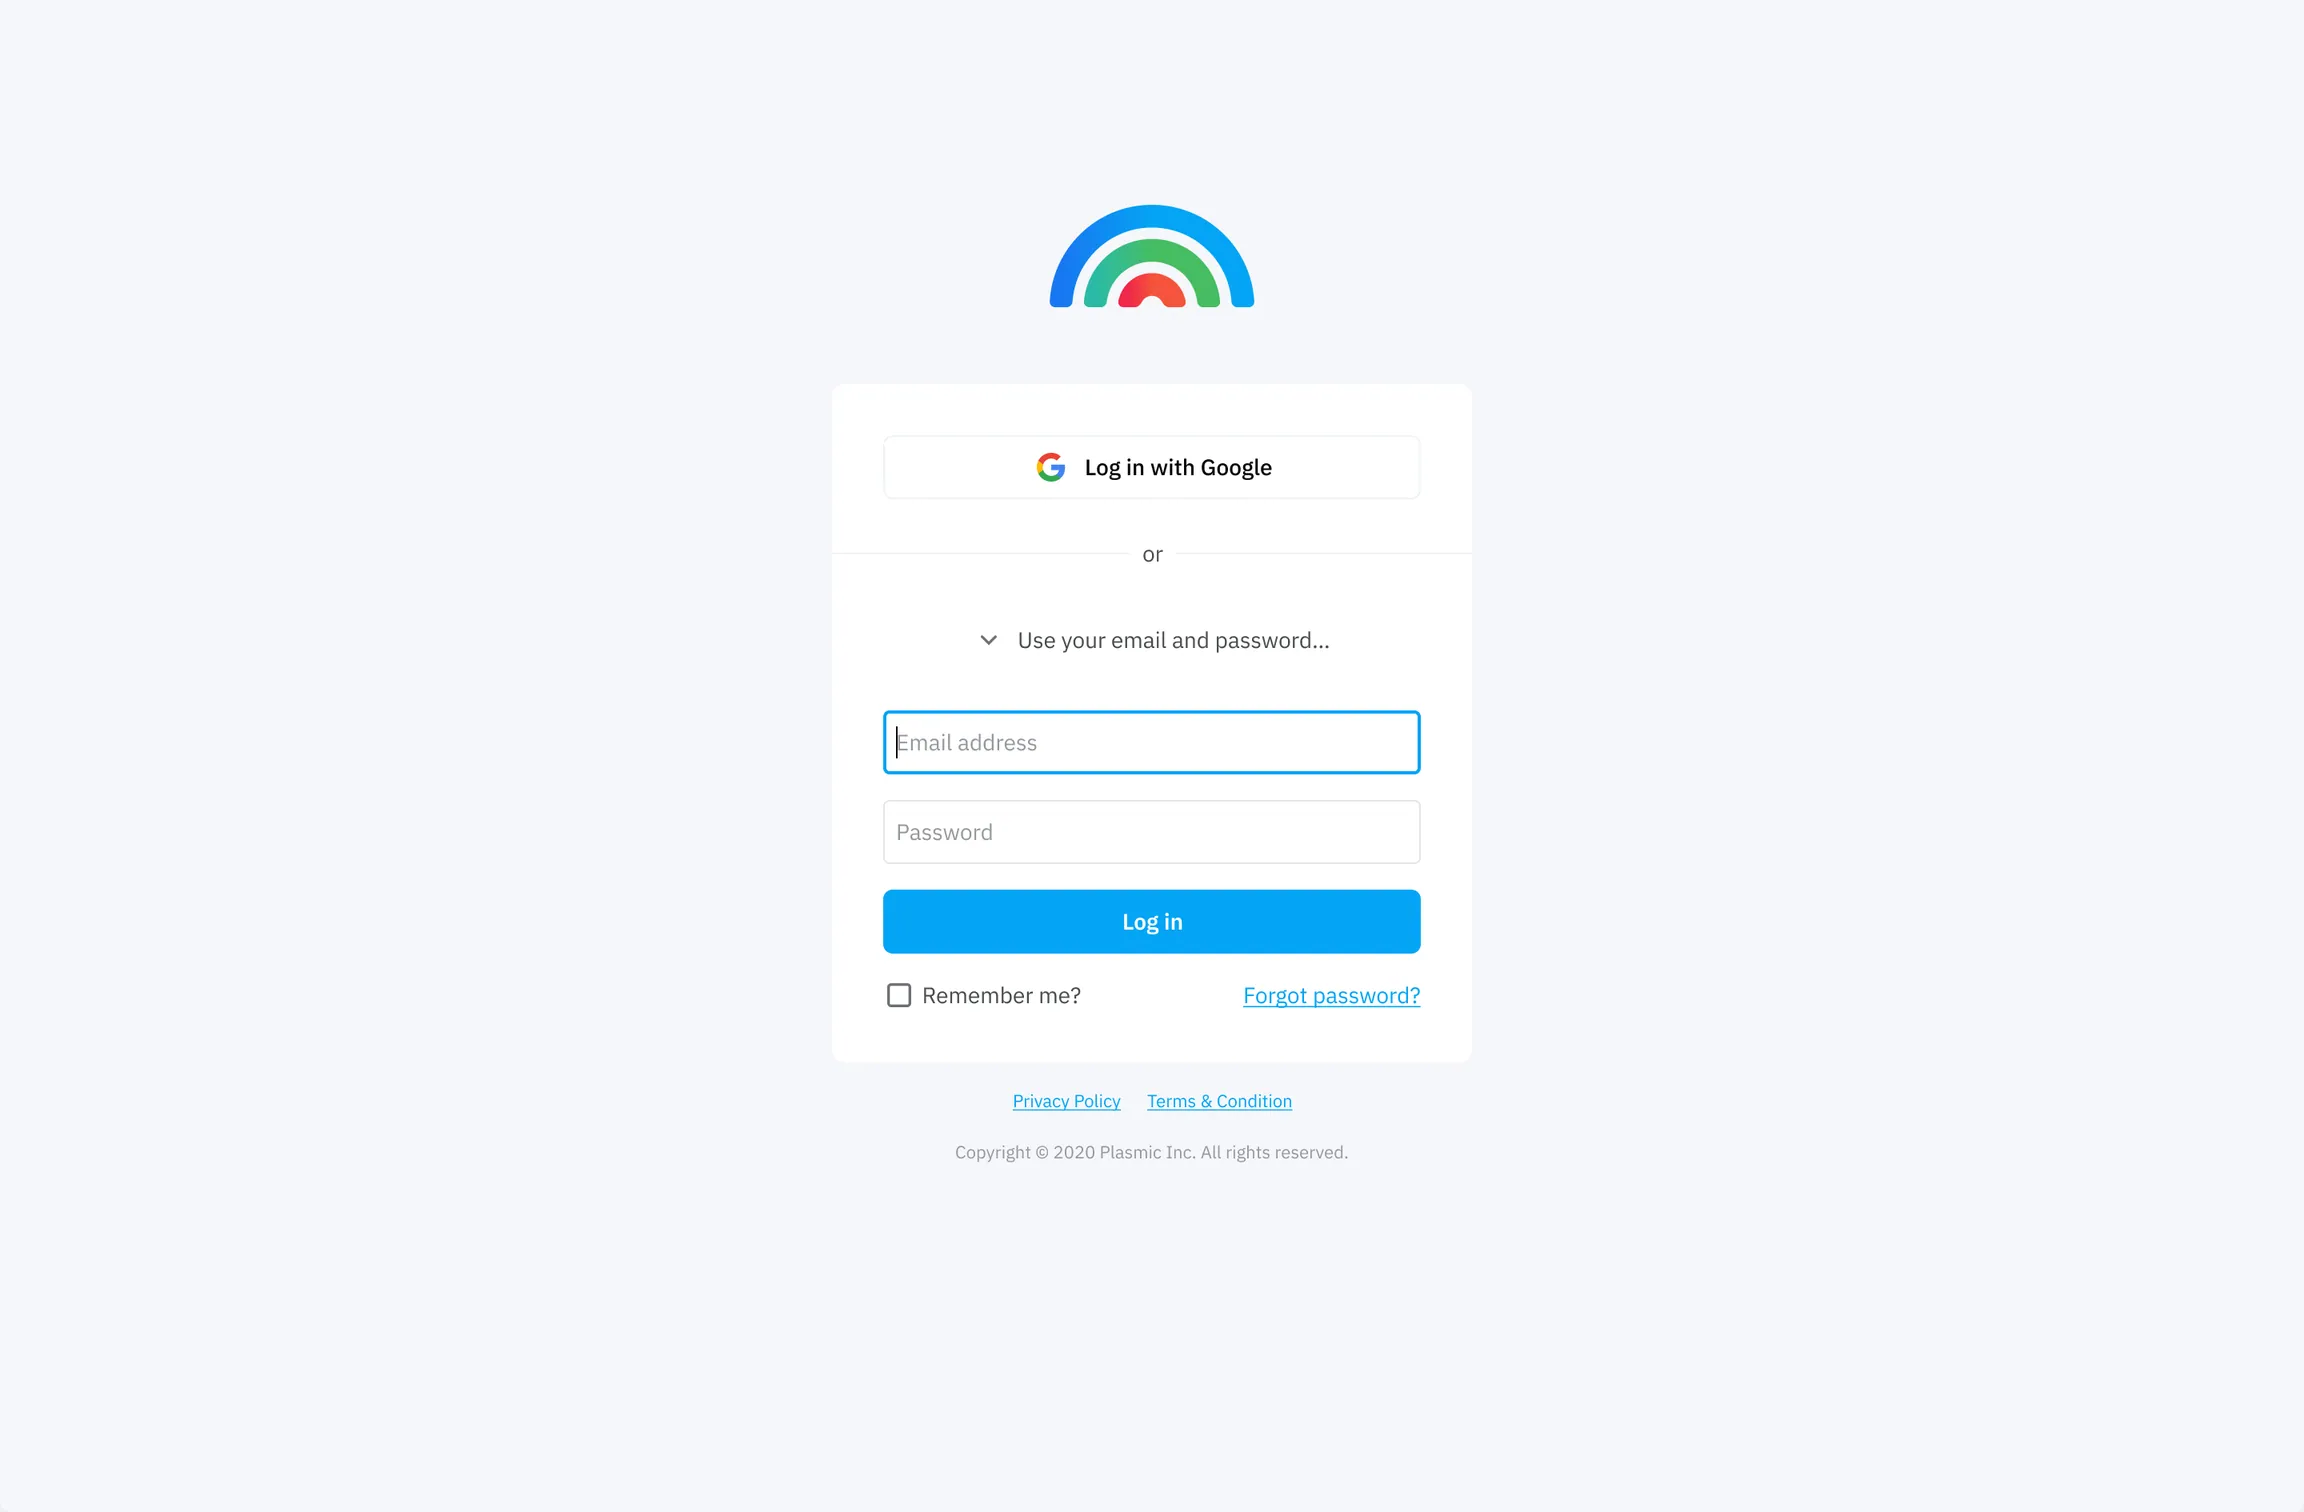 Log in with Google
or
Use your email and password...
Email address
Password
Log in
Remember me? Forgot password?
Privacy Policy Terms & Condition
Copyright © 2020 Plasmic Inc. All rights reserved.